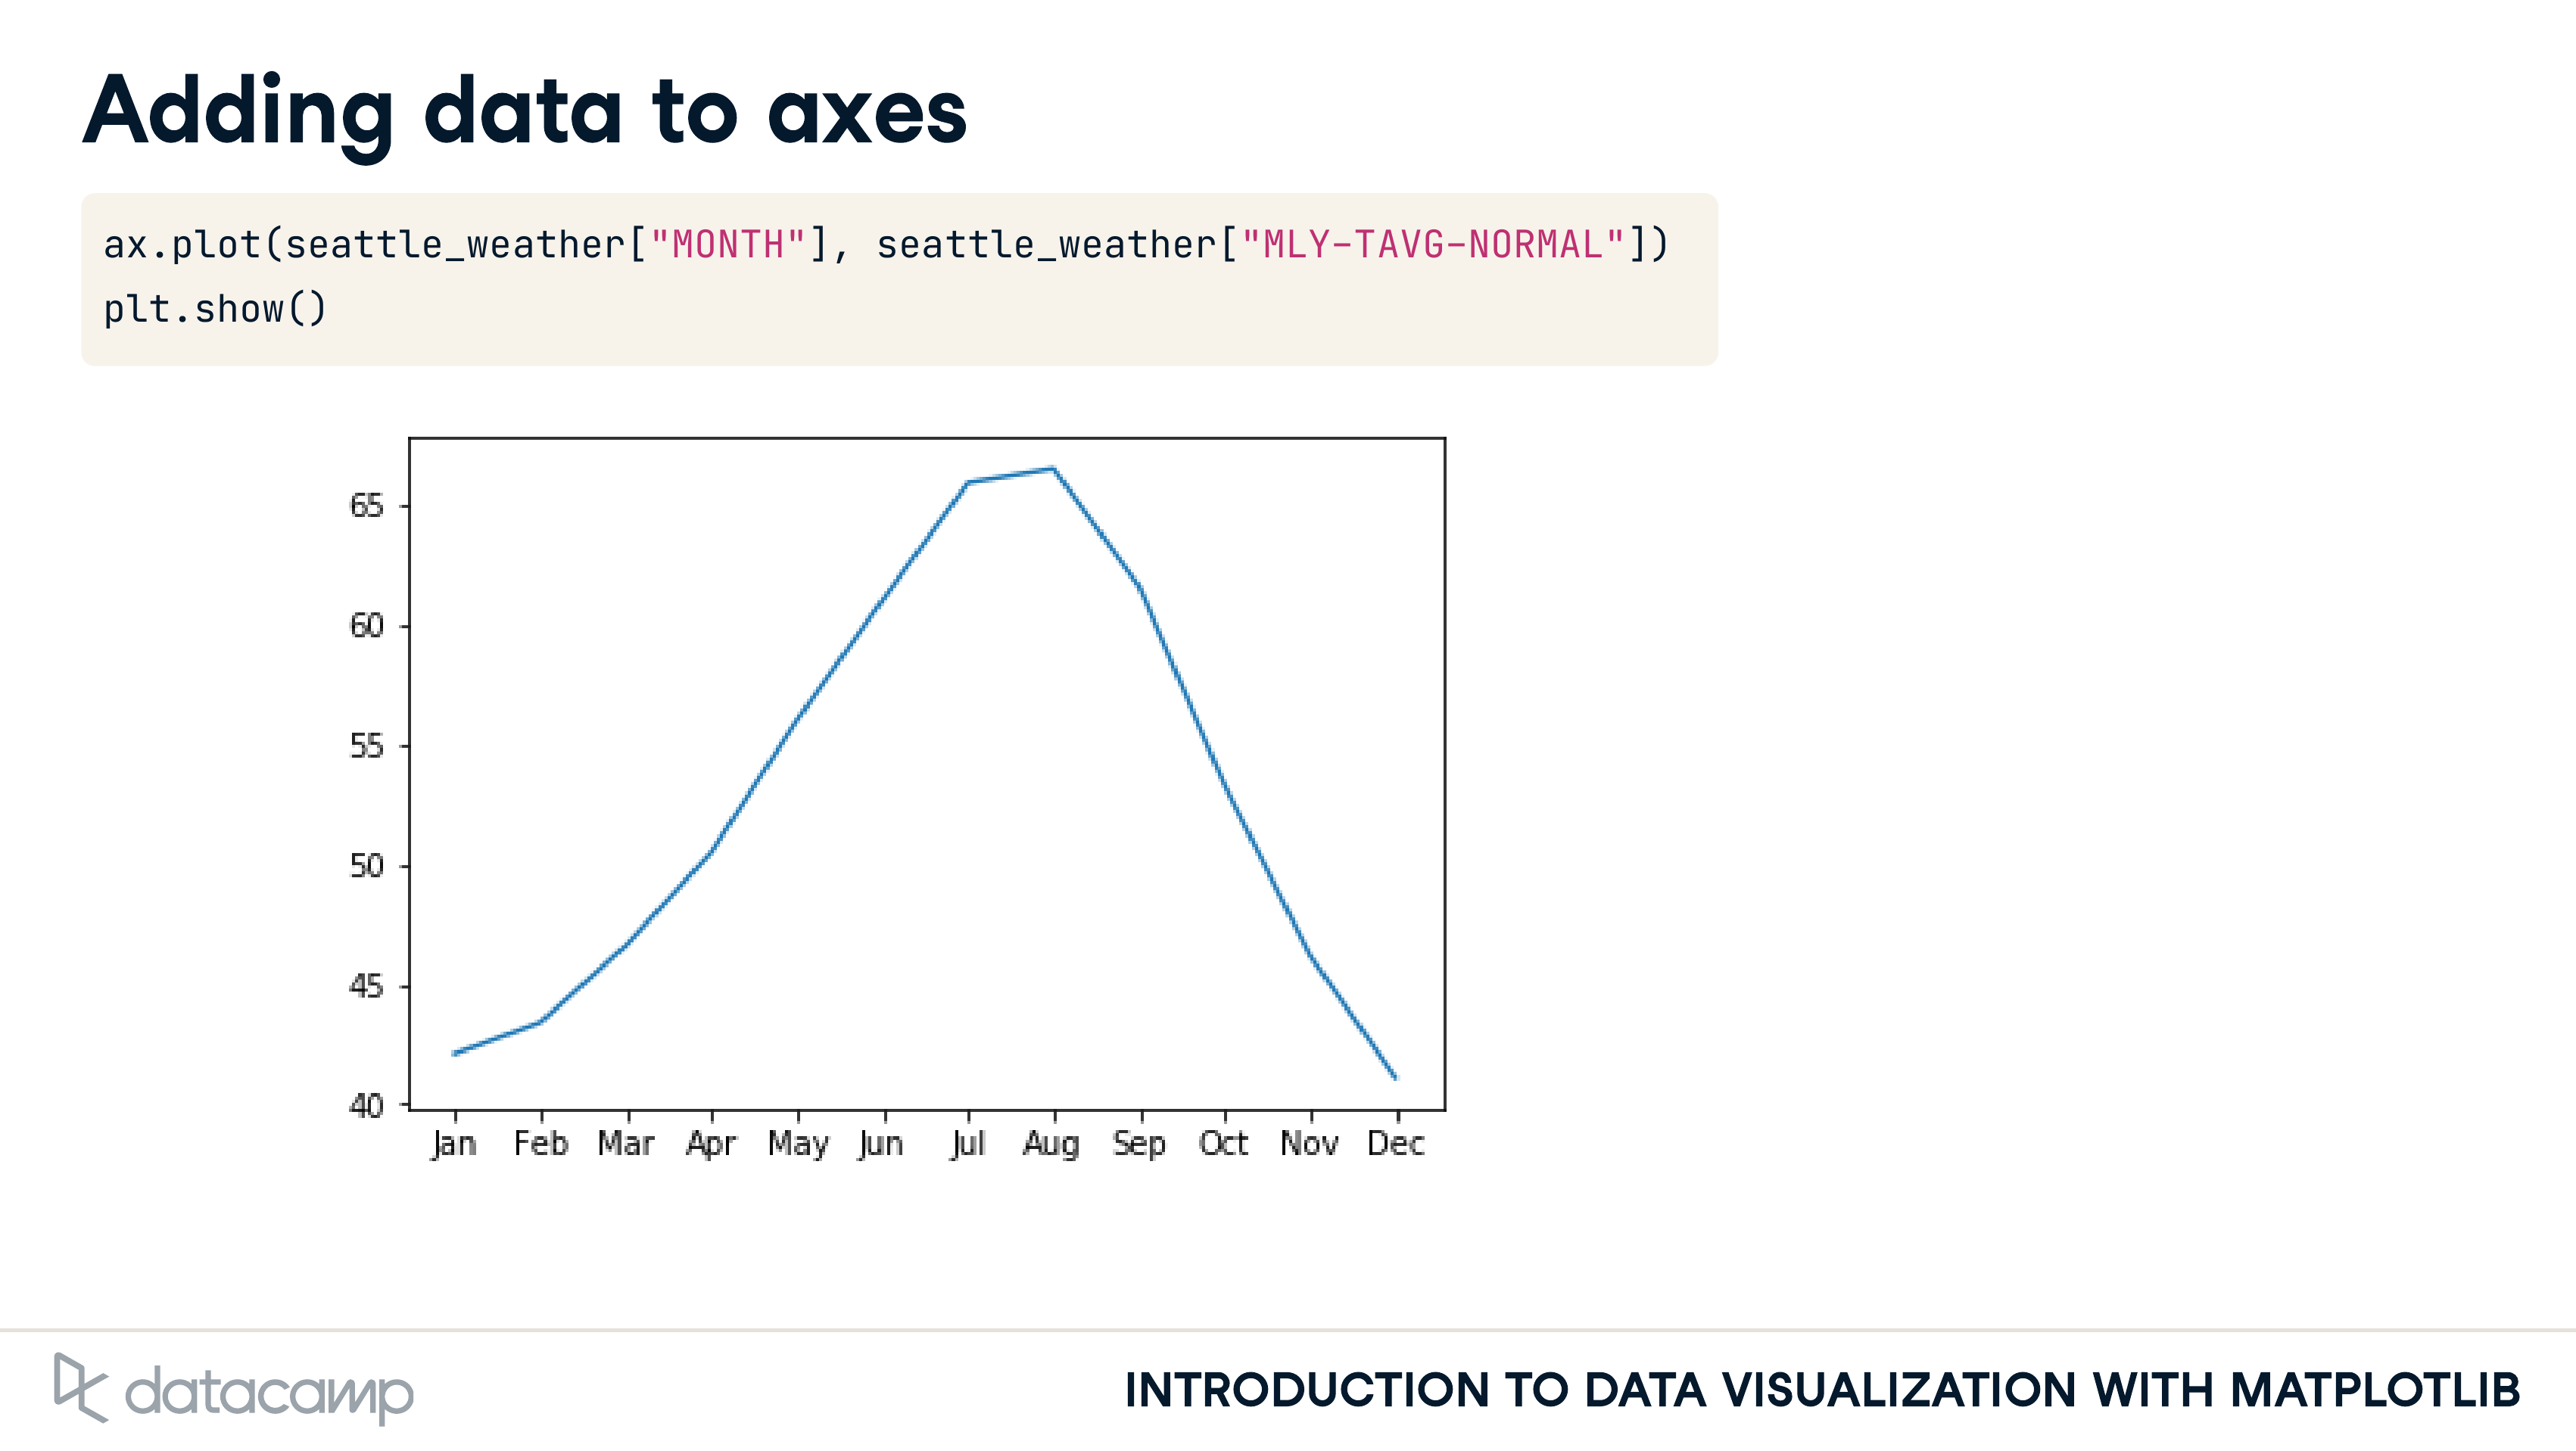 Adding data to axes
ax.plot(seattle_weather["MONTH"], seattle_weather["MLY-TAVG-NORMAL"])
plt.show()
65
60
55
50
45
40
Jan Feb Mar Apr May Jun Jul Aug Sep Oct Nov Dec
datacamp
INTRODUCTION TO DATA VISUALIZATION WITH MATPLOTLIB